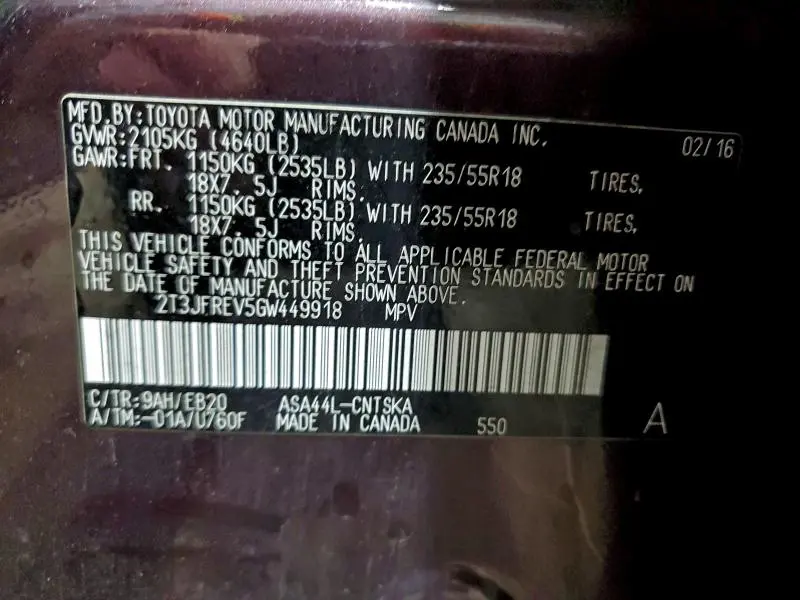 MFD.BY:TOYOTA MOTOR MANUFACTURING CANADA INC. 02/16
GVWR:2105KG (4640LB)
GAWR:FRT. 1150KG (2535LB) WITH 235/55R18 TIRES,
18X7. 5J RIMS.
RR. 1150KG (2535LB) WITH 235/55R18 TIRES,
18X7. 5J RIMS.
THIS VEHICLE CONFORMS TO ALL APPLICABLE FEDERAL MOTOR
VEHICLE SAFETY AND THEFT PREVENTION STANDARDS IN EFFECT ON
THE DATE OF MANUFACTURE SHOWN ABOVE.
2T3JFREV5GW449918 MPV
C/TR:9AH/EB20 ASA44L-CNTSKA
A/TM:-01A/U760F MADE IN CANADA 550 A